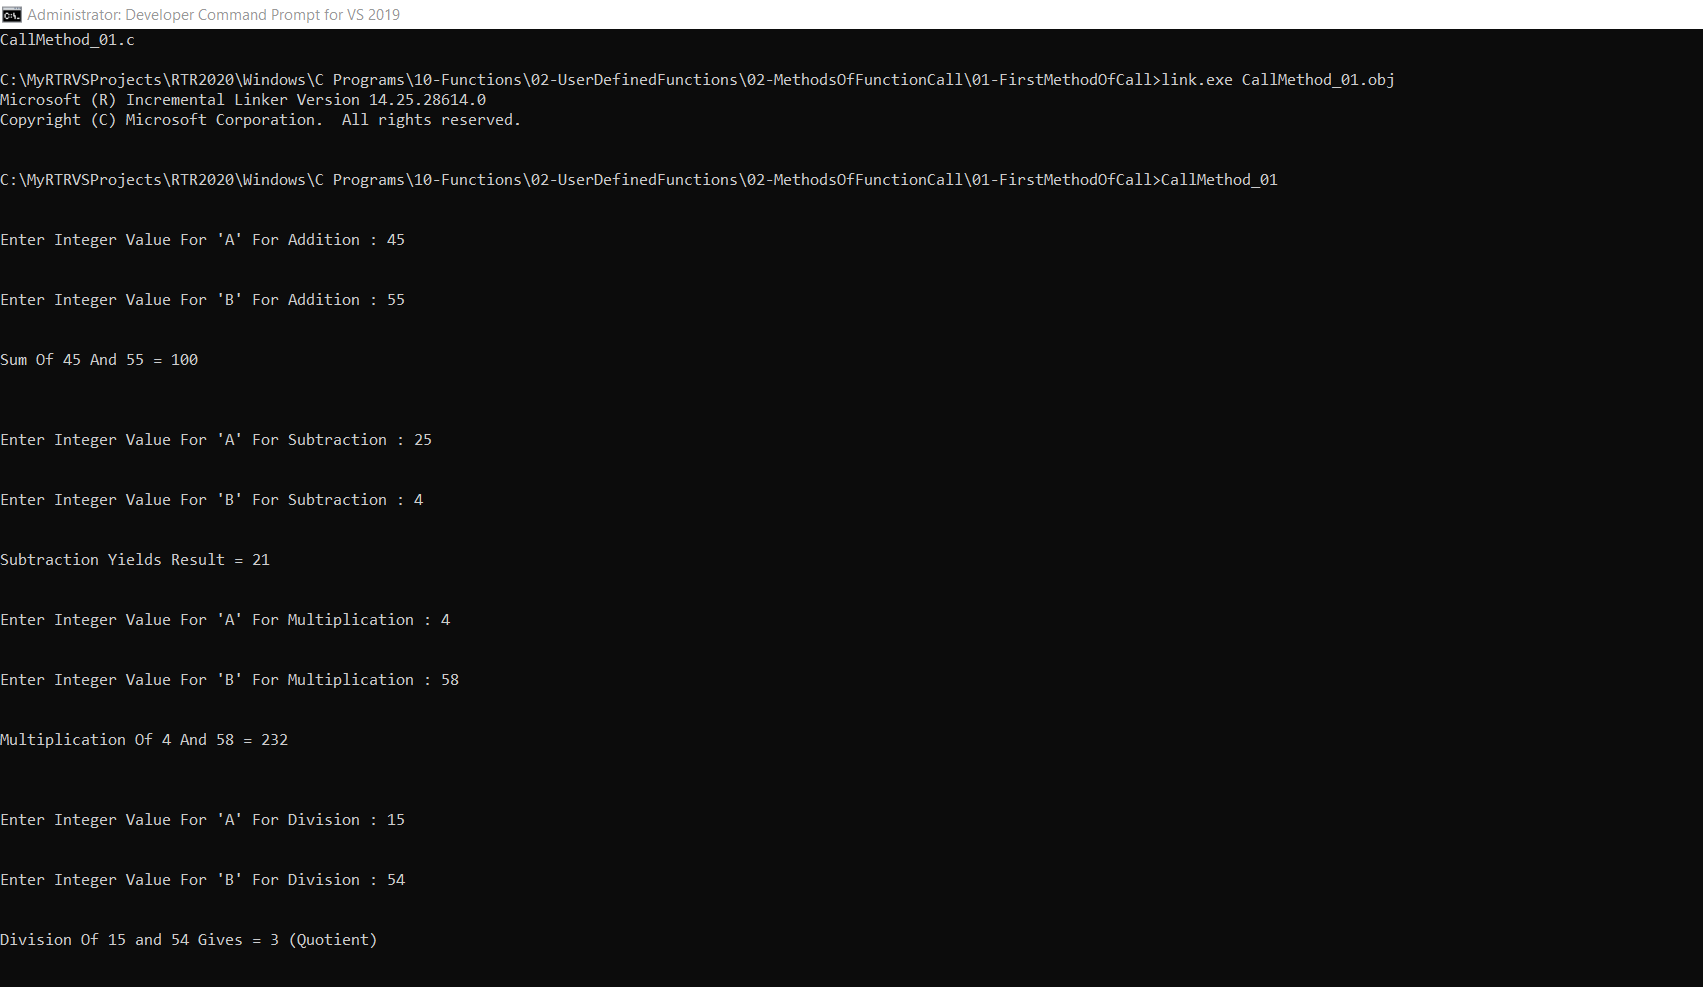 Administrator: Developer Command Prompt for VS 2019
CallMethod_01.c
C:\MyRTRVSProjects\RTR2020\Windows\C Programs\10-Functions\02-UserDefinedFunctions\02-MethodsOfFunctionCall\01-FirstMethodOfCall>link.exe CallMethod_01.obj
Microsoft (R) Incremental Linker Version 14.25.28614.0
Copyright (C) Microsoft Corporation.  All rights reserved.
C:\MyRTRVSProjects\RTR2020\Windows\C Programs\10-Functions\02-UserDefinedFunctions\02-MethodsOfFunctionCall\01-FirstMethodOfCall>CallMethod_01
Enter Integer Value For 'A' For Addition : 45
Enter Integer Value For 'B' For Addition : 55
Sum Of 45 And 55 = 100
Enter Integer Value For 'A' For Subtraction : 25
Enter Integer Value For 'B' For Subtraction : 4
Subtraction Yields Result = 21
Enter Integer Value For 'A' For Multiplication : 4
Enter Integer Value For 'B' For Multiplication : 58
Multiplication Of 4 And 58 = 232
Enter Integer Value For 'A' For Division : 15
Enter Integer Value For 'B' For Division : 54
Division Of 15 and 54 Gives = 3 (Quotient)